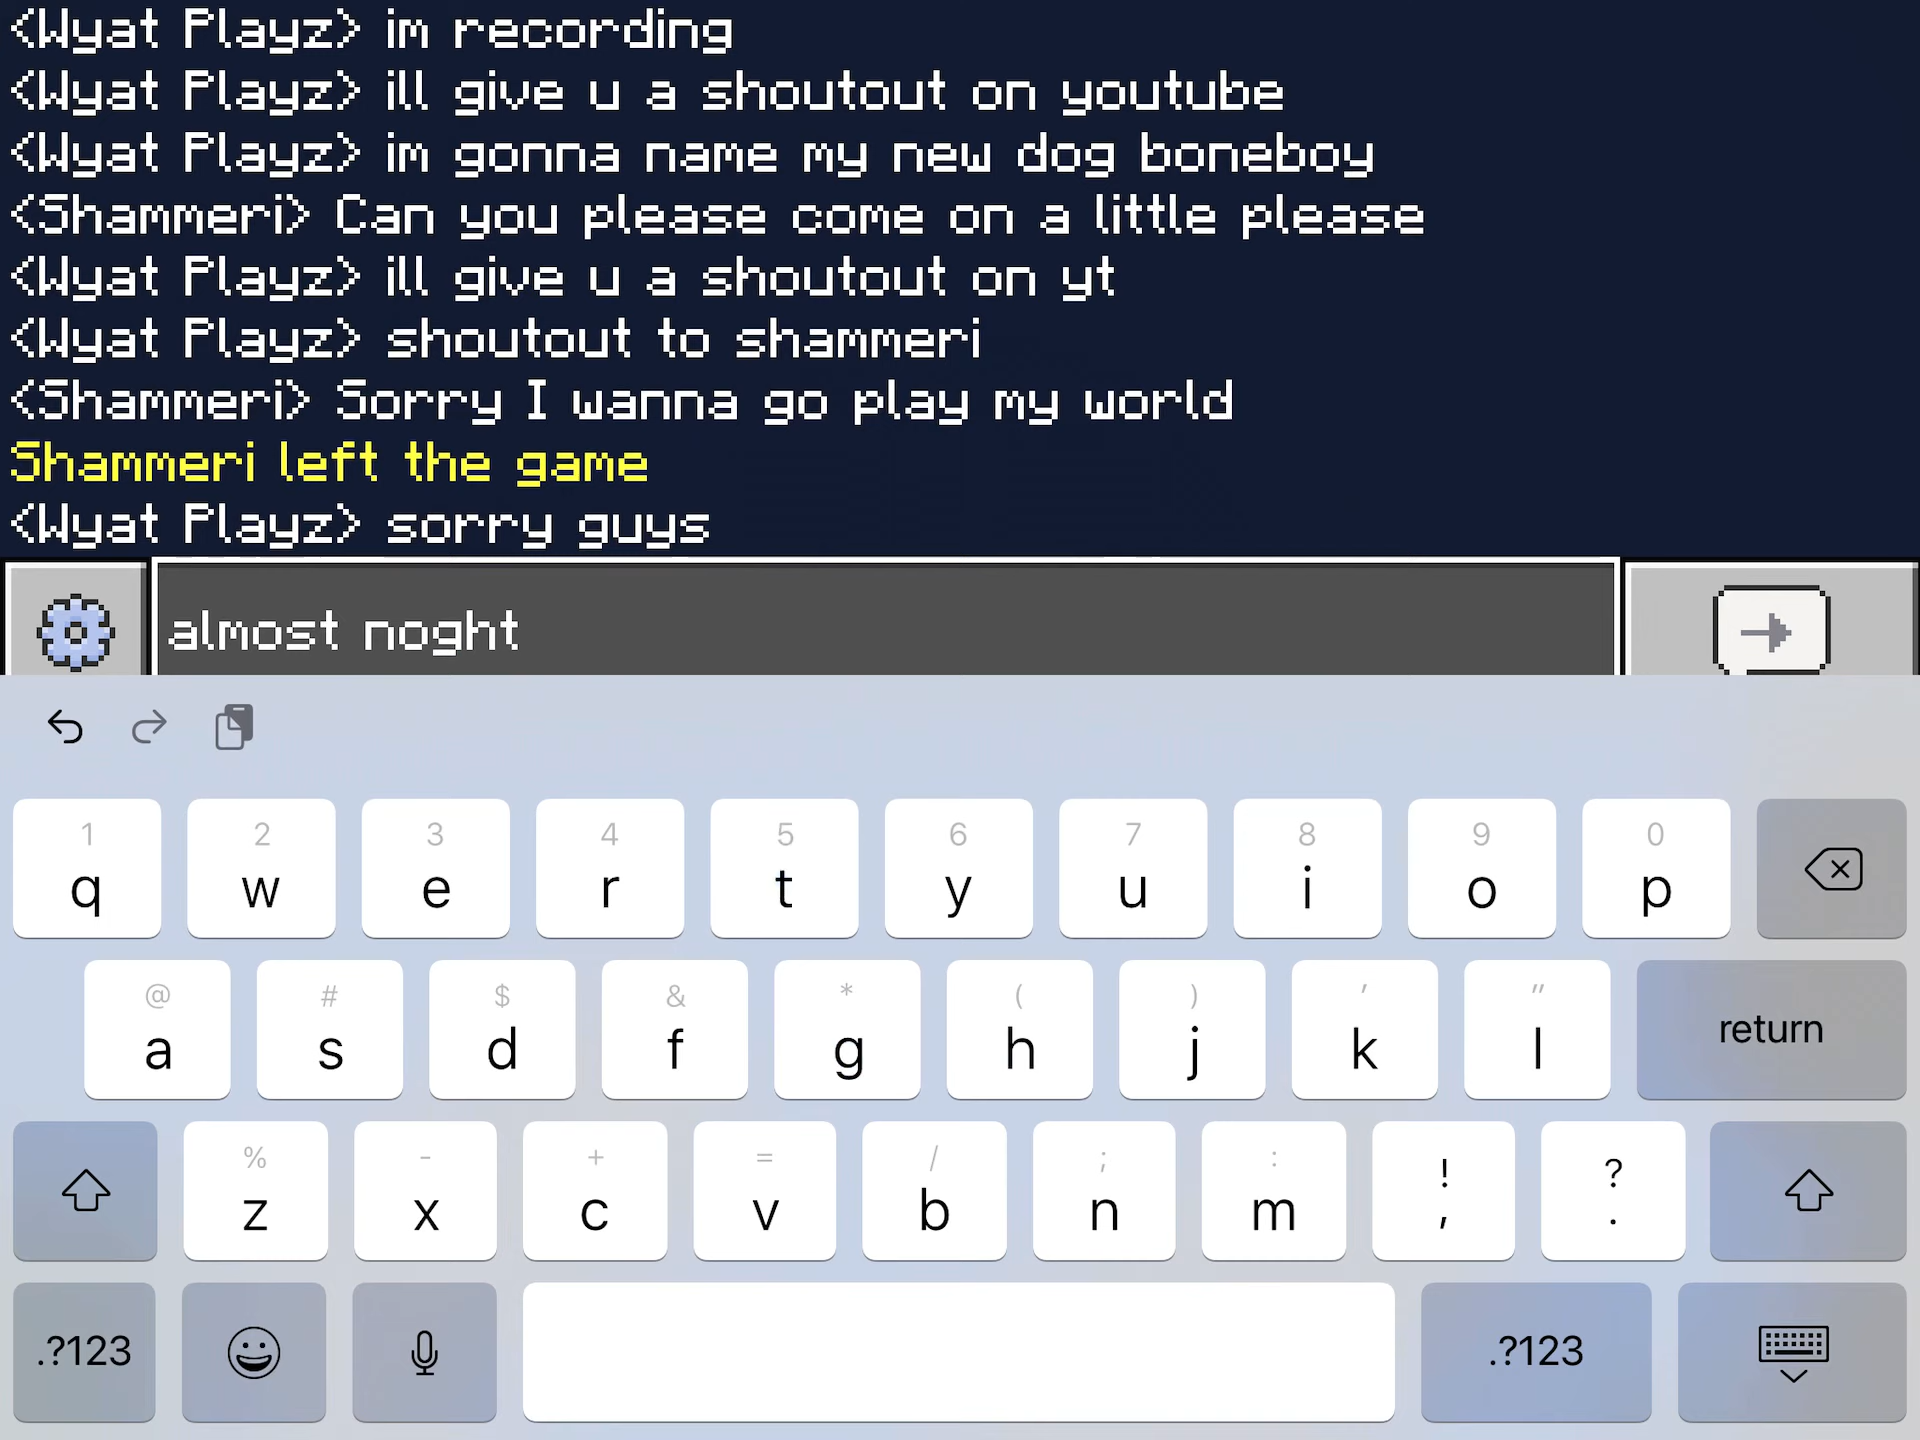 <Wyat Playz> im recording
<Wyat Playz> ill give u a shoutout on youtube
<Wyat Playz> im gonna name my new dog boneboy
<Shammeri> Can you please come on a little please
<Wyat Playz> ill give u a shoutout on yt
<Wyat Playz> shoutout to shammeri
<Shammeri> Sorry I wanna go play my world
Shammeri left the game
<Wyat Playz> sorry guys
almost noght
1 2 3 4 5 6 7 8 9 0
q w e r t y u i o p
@ # $ & * ( ) ' "
a s d f g h j k l return
% - + = / ; : ! ?
z x c v b n m , .
.?123 .?123